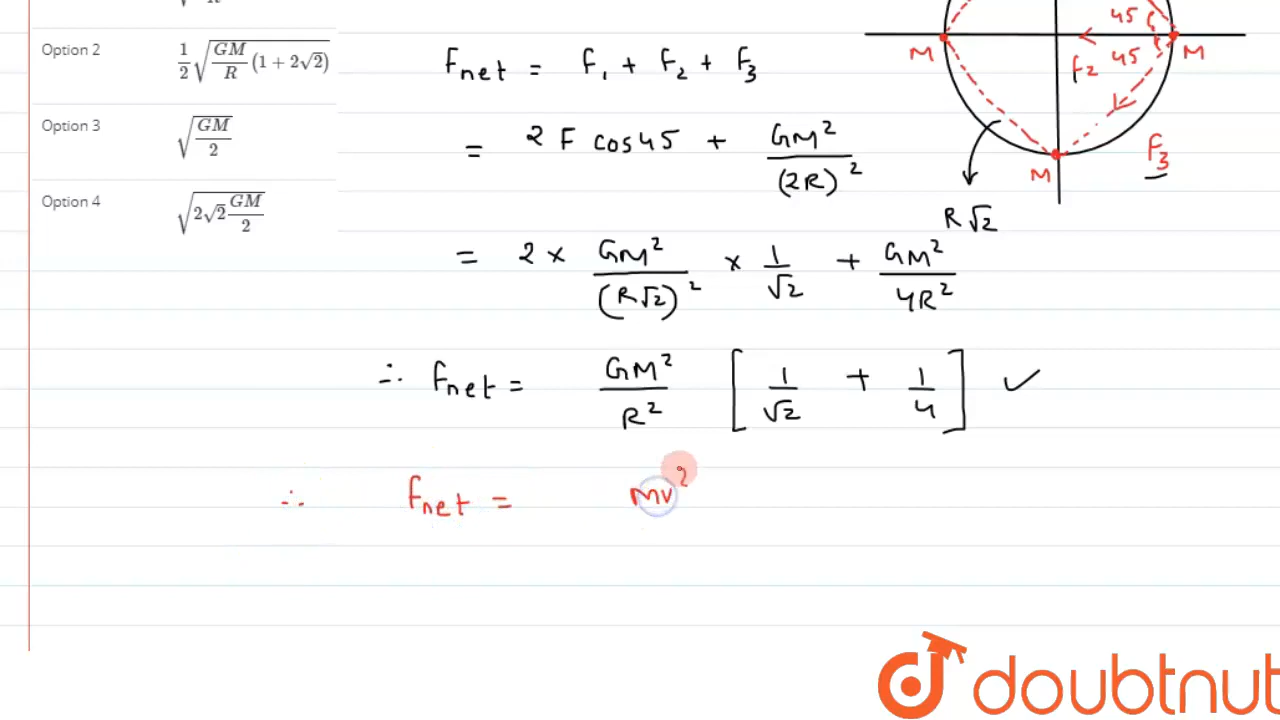 Option 2 1/2 √(GM/R (1 + 2√2))
Option 3 √(GM/2)
Option 4 √(2√2 GM/2)
45
M 45 M
F2
M F3
R√2
Fnet = F1 + F2 + F3
= 2 F cos45 + GM²/(2R)²
= 2 × GM²/(R√2)² × 1/√2 + GM²/4R²
∴ Fnet = GM²/R² [1/√2 + 1/4] ✓
∴ Fnet = MV²
doubtnut